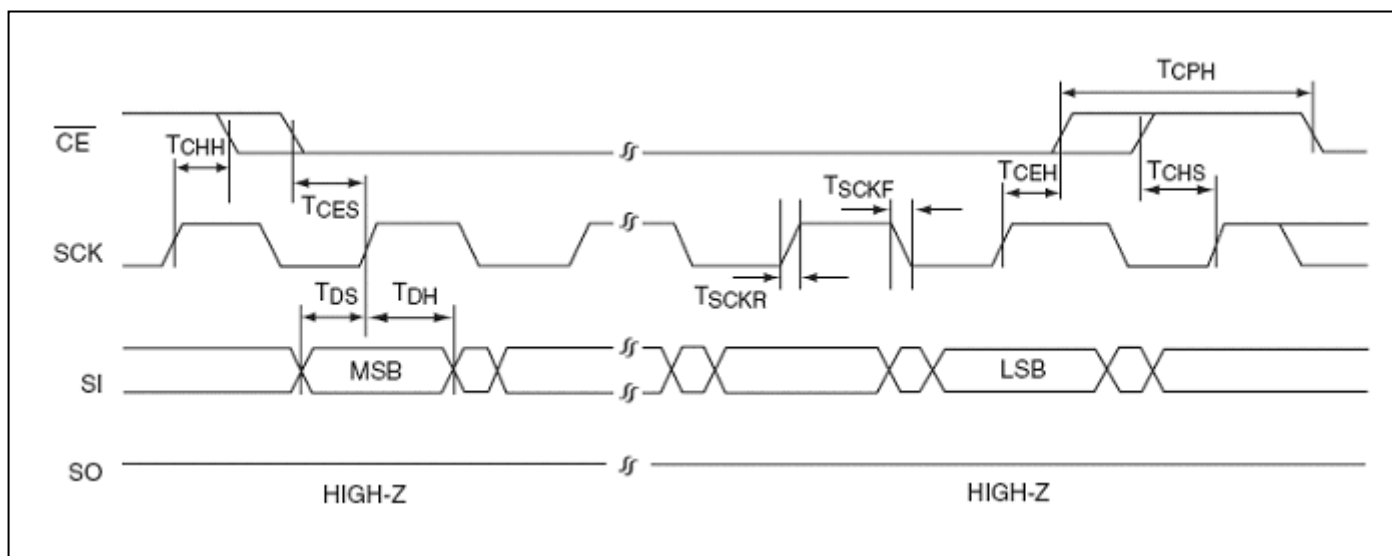 TCPH
CE
TCHH
TCES
TSCKF
TCEH
TCHS
SCK
TDS
TDH
TSCKR
SI
MSB
LSB
SO
HIGH-Z
HIGH-Z